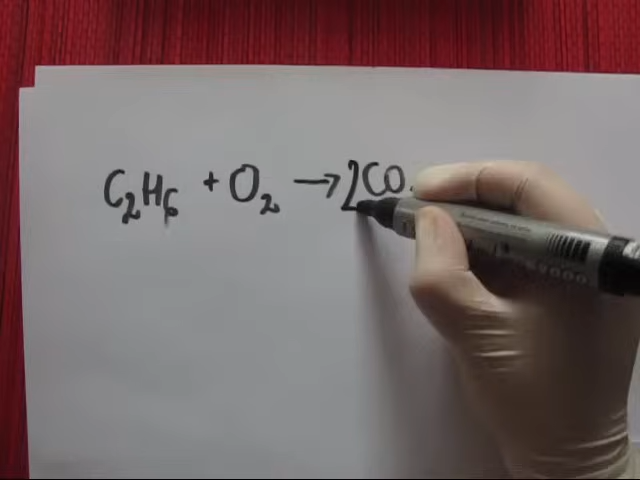 C₂H₆ + O₂ → 2CO